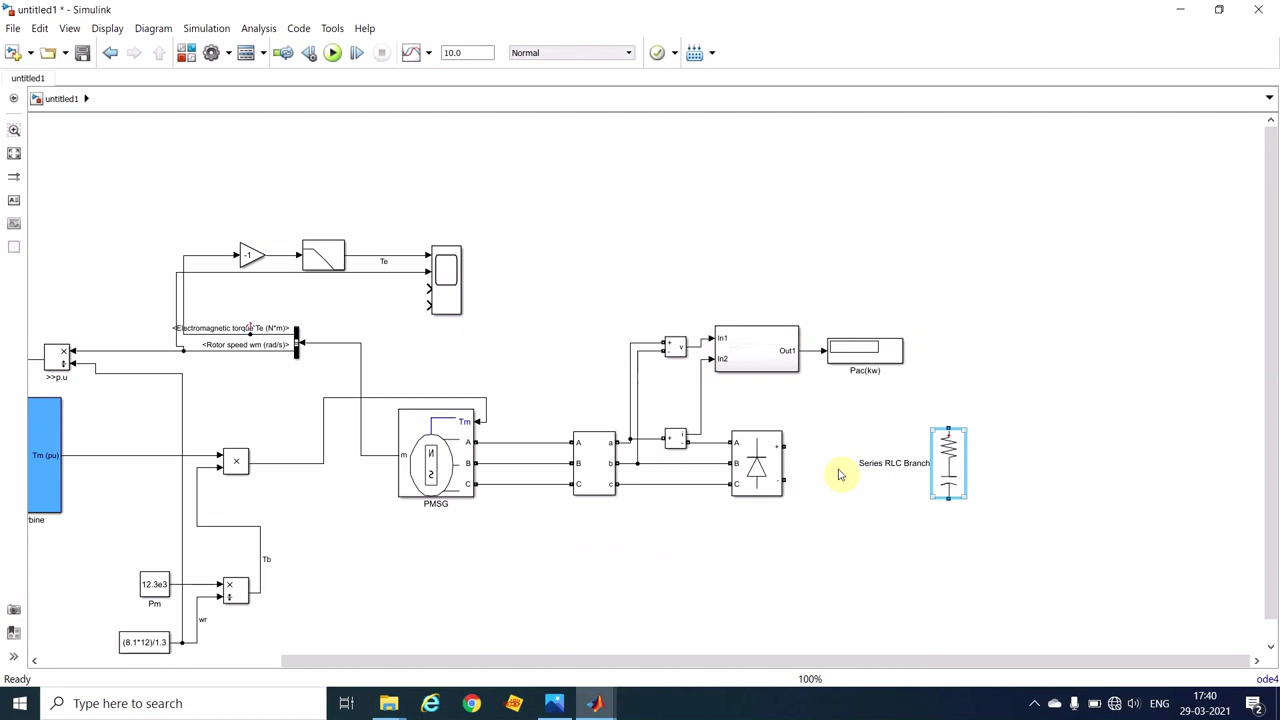 untitled1 * - Simulink
File Edit View Display Diagram Simulation Analysis Code Tools Help
10.0 Normal
untitled1
untitled1
-1
Te
<Electromagnetic torque Te (N*m)>
<Rotor speed wm (rad/s)>
>>p.u
+ - v
In1
In2
Out1
Pac(kw)
Tm (pu)
Tm
m
N
S
A
B
C
PMSG
A
B
C
a
b
c
+ i -
A
B
C
+
-
Series RLC Branch
bine
Tb
12.3e3
Pm
wr
(8.1*12)/1.3
Ready 100% ode4
Type here to search
ENG
17:40
29-03-2021
2